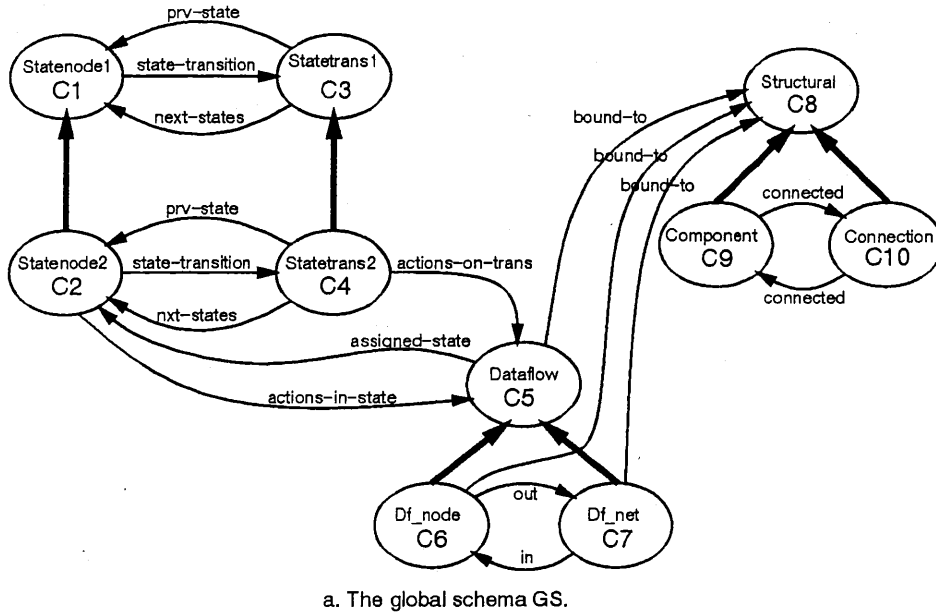 prv-state
Statenode1
C1
state-transition
Statetrans1
C3
next-states
Structural
C8
bound-to
bound-to
bound-to
prv-state
connected
Statenode2
C2
state-transition
Statetrans2
C4
actions-on-trans
Component
C9
Connection
C10
nxt-states
connected
assigned-state
Dataflow
C5
actions-in-state
out
Df_node
C6
Df_net
C7
in
a. The global schema GS.